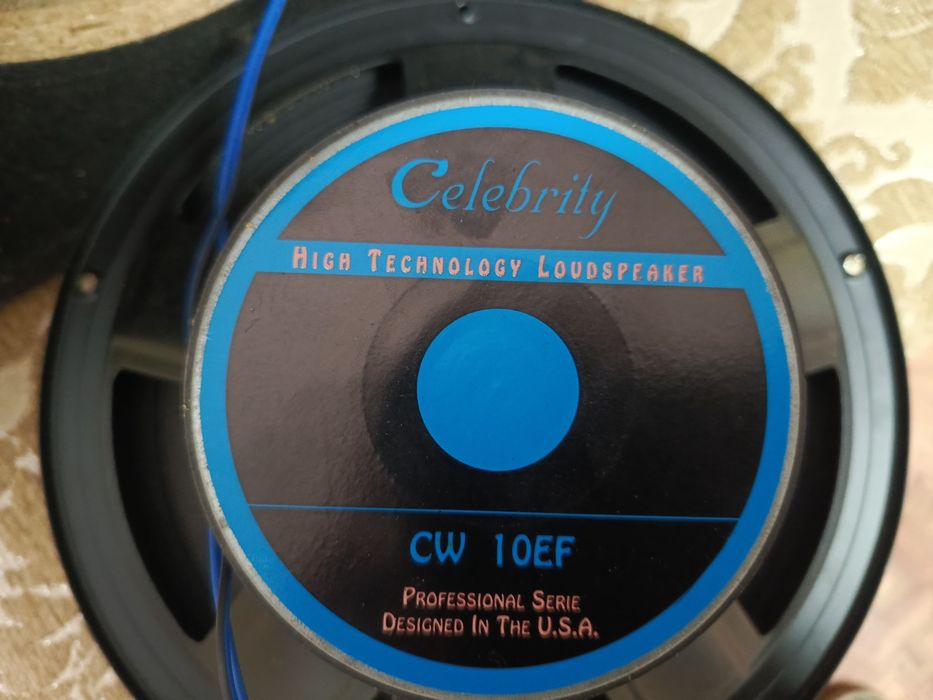 Celebrity
High Technology Loudspeaker
CW 10EF
Professional Serie
Designed In The U.S.A.